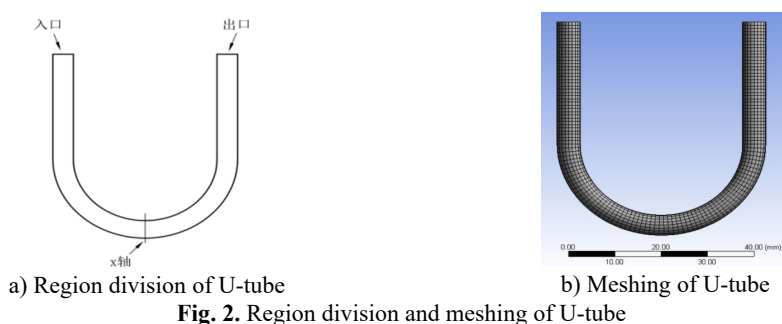 入口
出口
x轴
0.00
20.00
40.00 (mm)
10.00
30.00
a) Region division of U-tube
b) Meshing of U-tube
Fig. 2. Region division and meshing of U-tube